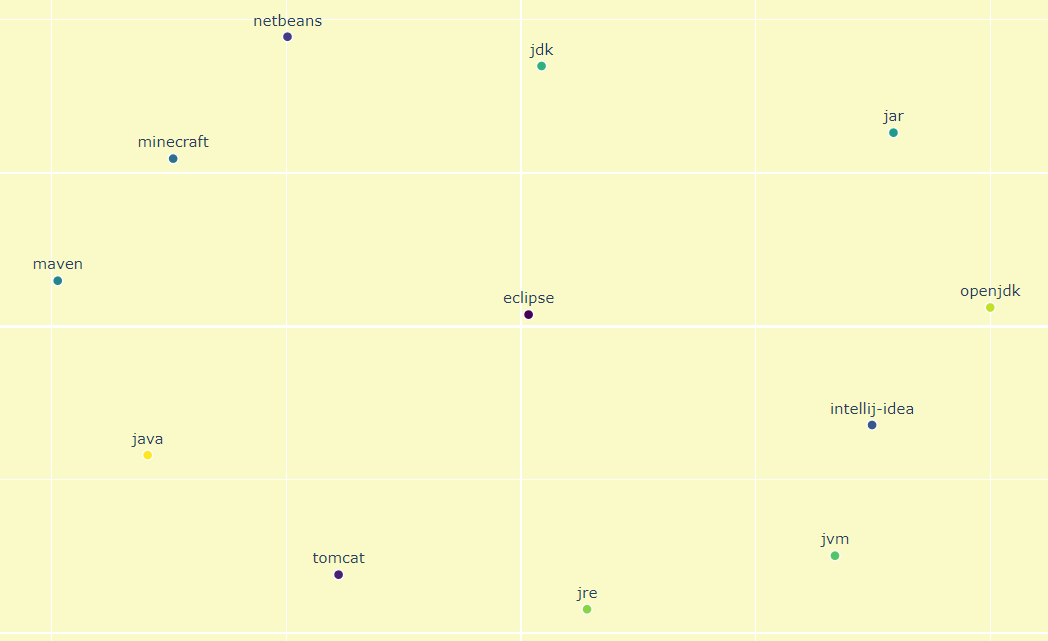 netbeans
jdk
jar
minecraft
maven
openjdk
eclipse
intellij-idea
java
jvm
tomcat
jre